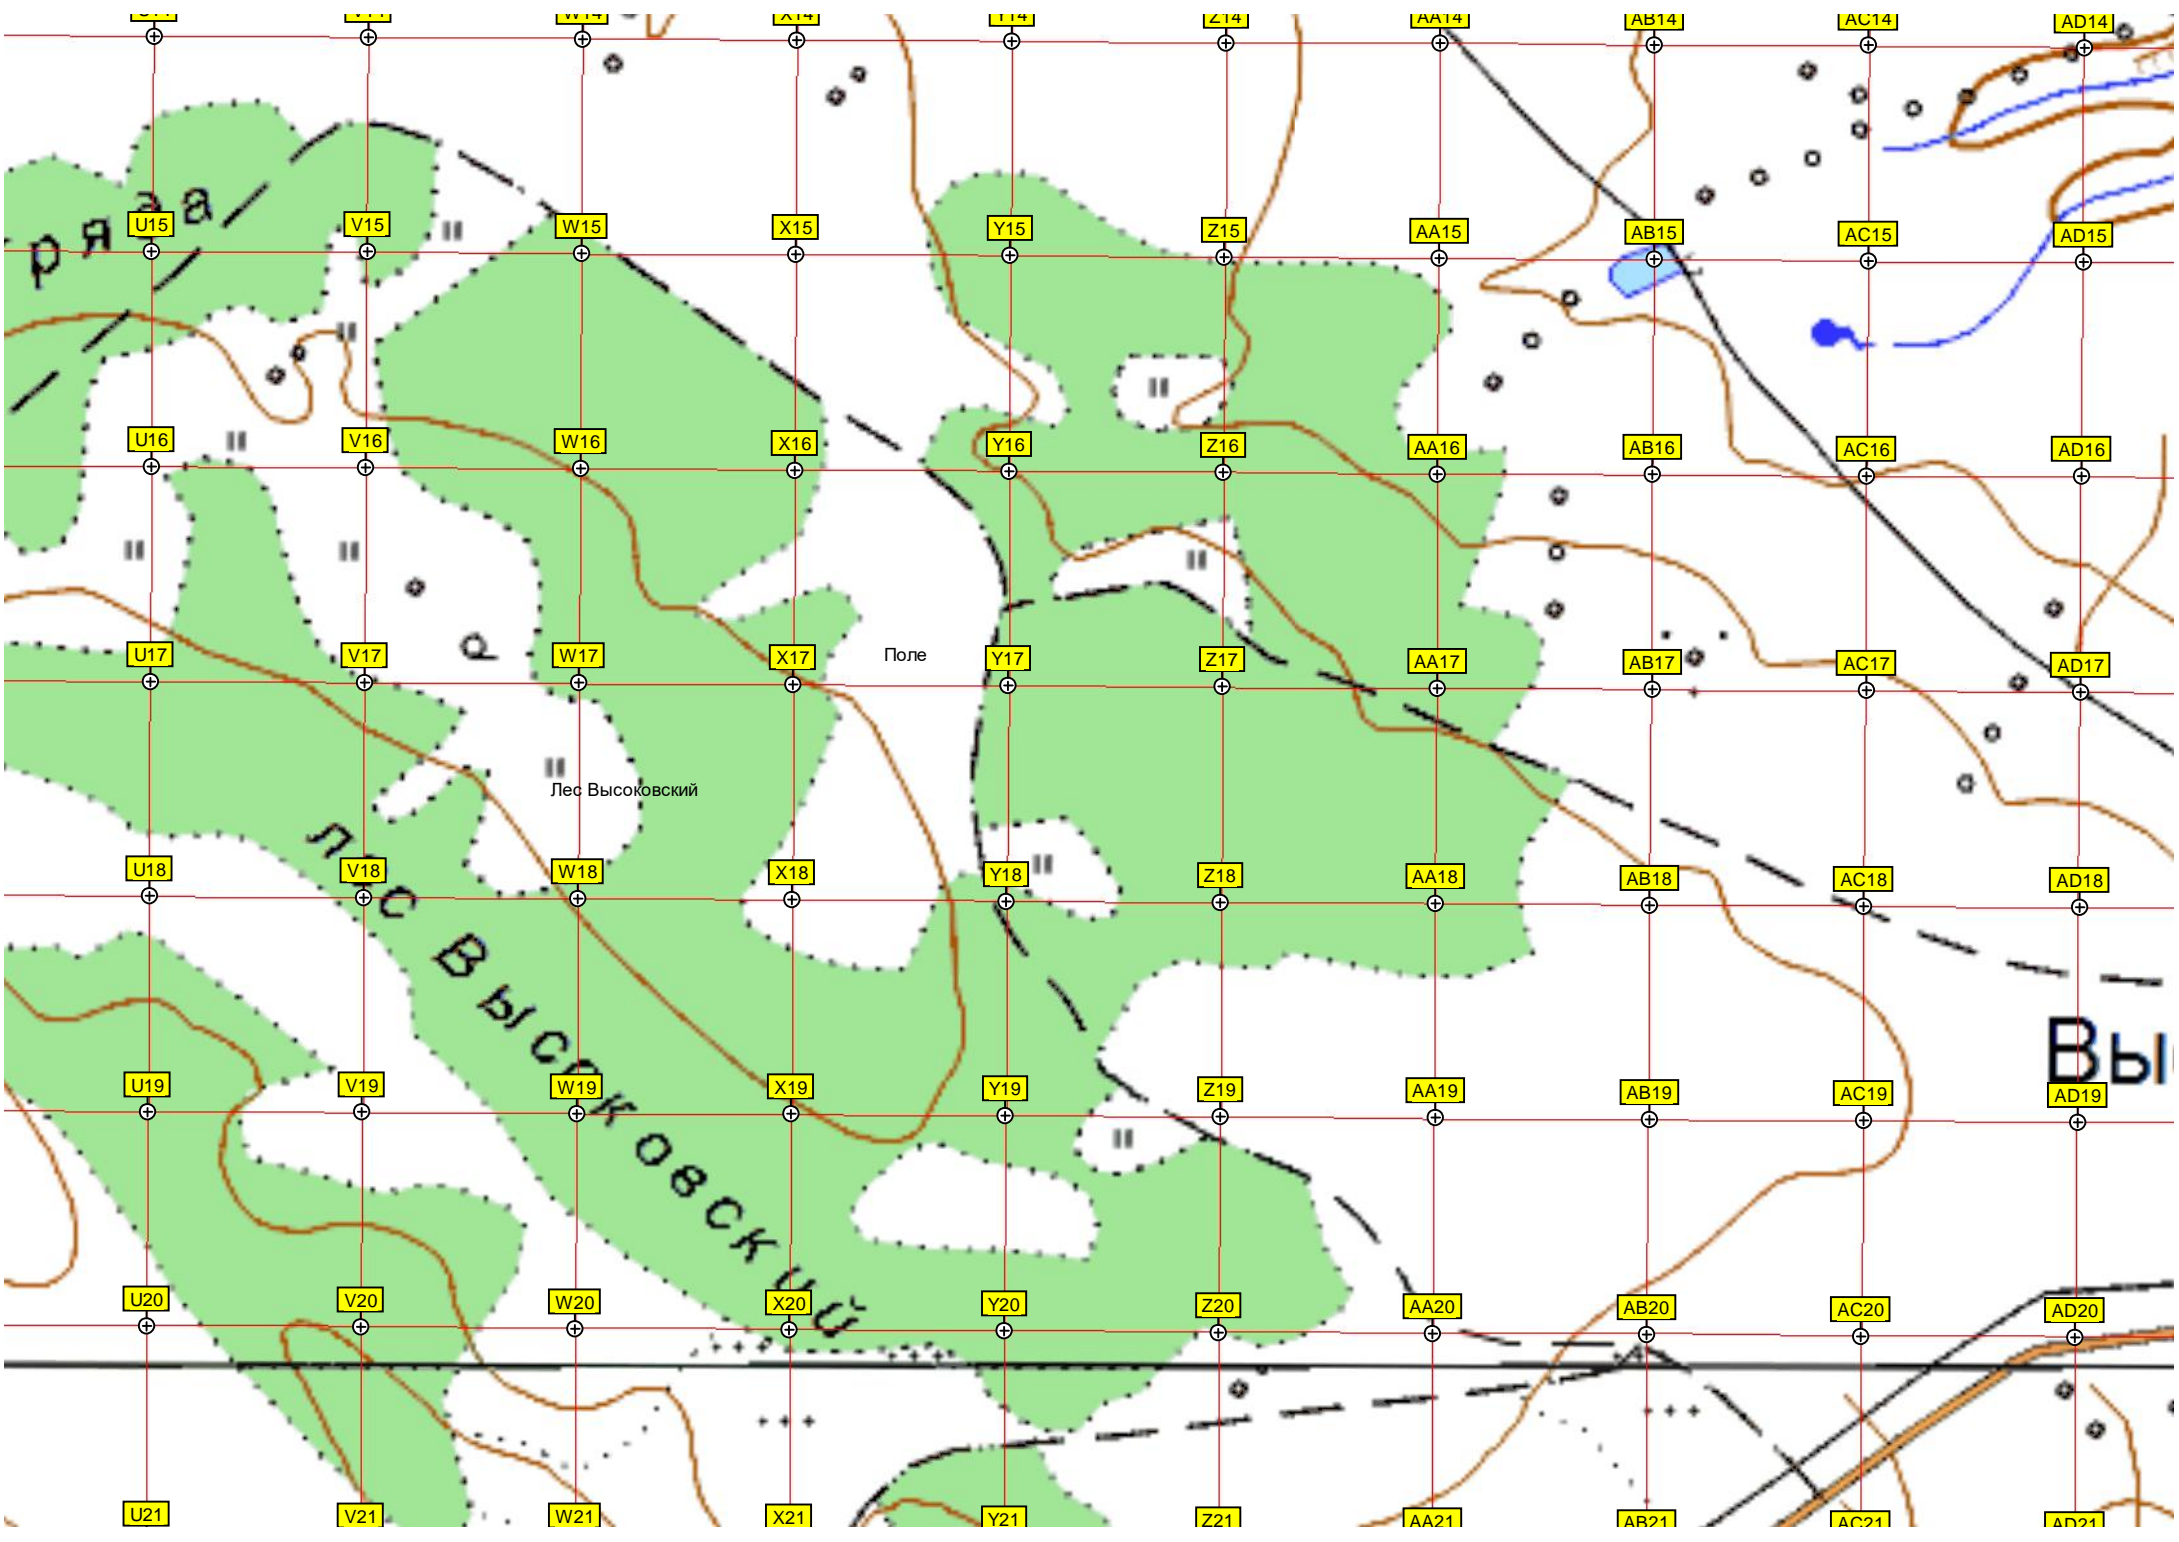 U14 V14 W14 X14 Y14 Z14 AA14 AB14 AC14 AD14
ряза
U15 V15 W15 X15 Y15 Z15 AA15 AB15 AC15 AD15
U16 V16 W16 X16 Y16 Z16 AA16 AB16 AC16 AD16
Поле
U17 V17 W17 X17 Y17 Z17 AA17 AB17 AC17 AD17
Лес Высоковский
U18 V18 W18 X18 Y18 Z18 AA18 AB18 AC18 AD18
лес Высоковский
Вы
U19 V19 W19 X19 Y19 Z19 AA19 AB19 AC19 AD19
U20 V20 W20 X20 Y20 Z20 AA20 AB20 AC20 AD20
U21 V21 W21 X21 Y21 Z21 AA21 AB21 AC21 AD21